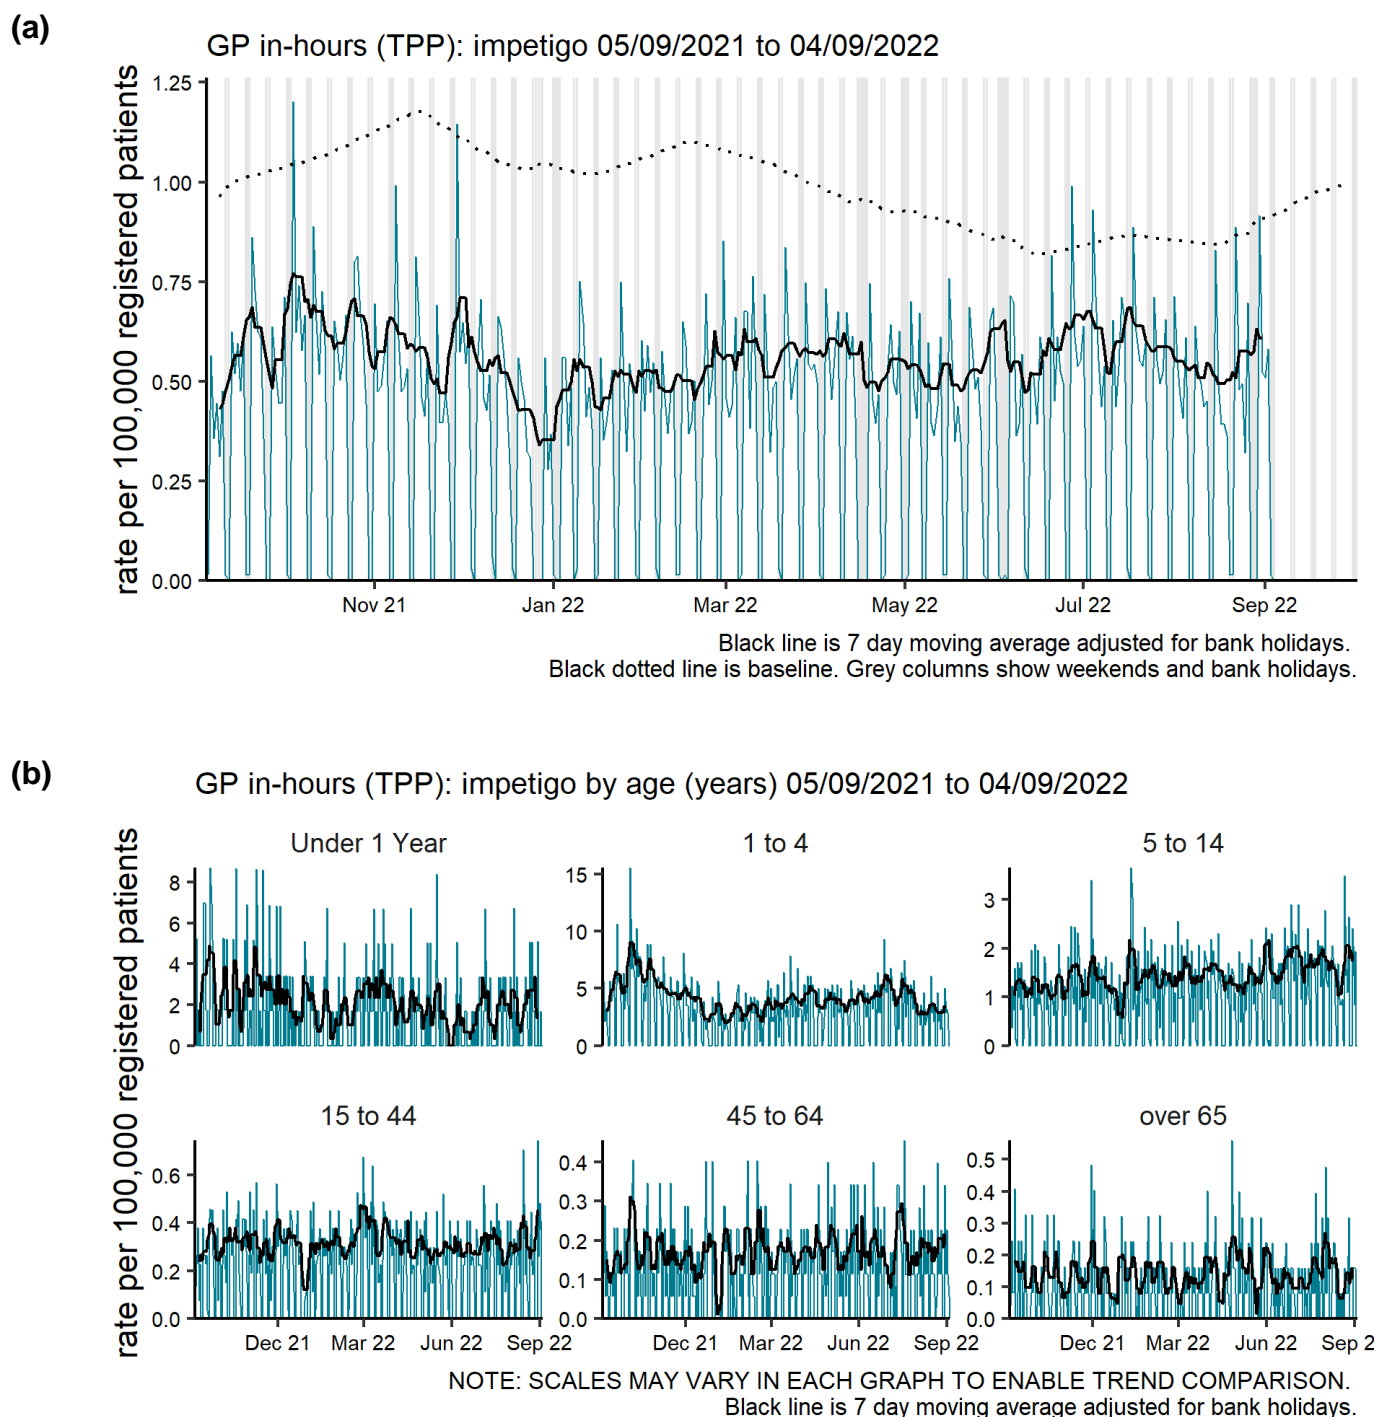 (a)
GP in-hours (TPP): impetigo 05/09/2021 to 04/09/2022
rate per 100,000 registered patients
1.25
1.00
0.75
0.50
0.25
0.00
Nov 21 Jan 22 Mar 22 May 22 Jul 22 Sep 22
Black line is 7 day moving average adjusted for bank holidays.
Black dotted line is baseline. Grey columns show weekends and bank holidays.
(b)
GP in-hours (TPP): impetigo by age (years) 05/09/2021 to 04/09/2022
rate per 100,000 registered patients
Under 1 Year
8
6
4
2
0
1 to 4
15
10
5
0
5 to 14
3
2
1
0
15 to 44
0.6
0.4
0.2
0.0
Dec 21 Mar 22 Jun 22 Sep 22
45 to 64
0.4
0.3
0.2
0.1
0.0
Dec 21 Mar 22 Jun 22 Sep 22
over 65
0.5
0.4
0.3
0.2
0.1
0.0
Dec 21 Mar 22 Jun 22 Sep 2
NOTE: SCALES MAY VARY IN EACH GRAPH TO ENABLE TREND COMPARISON.
Black line is 7 day moving average adjusted for bank holidays.